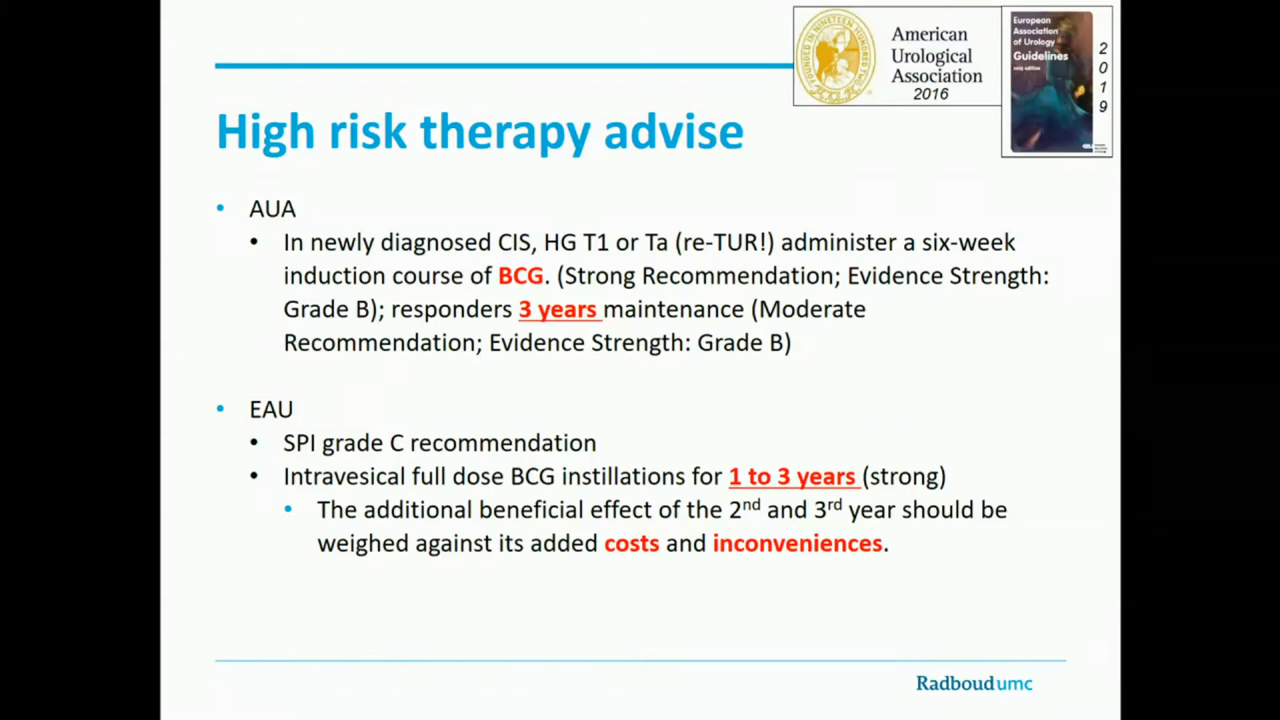 American
Urological
Association
2016
European
Association
of Urology
Guidelines
2019 edition
2019
High risk therapy advise
• AUA
• In newly diagnosed CIS, HG T1 or Ta (re-TUR!) administer a six-week
induction course of BCG. (Strong Recommendation; Evidence Strength:
Grade B); responders 3 years maintenance (Moderate
Recommendation; Evidence Strength: Grade B)
• EAU
• SPI grade C recommendation
• Intravesical full dose BCG instillations for 1 to 3 years (strong)
• The additional beneficial effect of the 2nd and 3rd year should be
weighed against its added costs and inconveniences.
Radboudumc